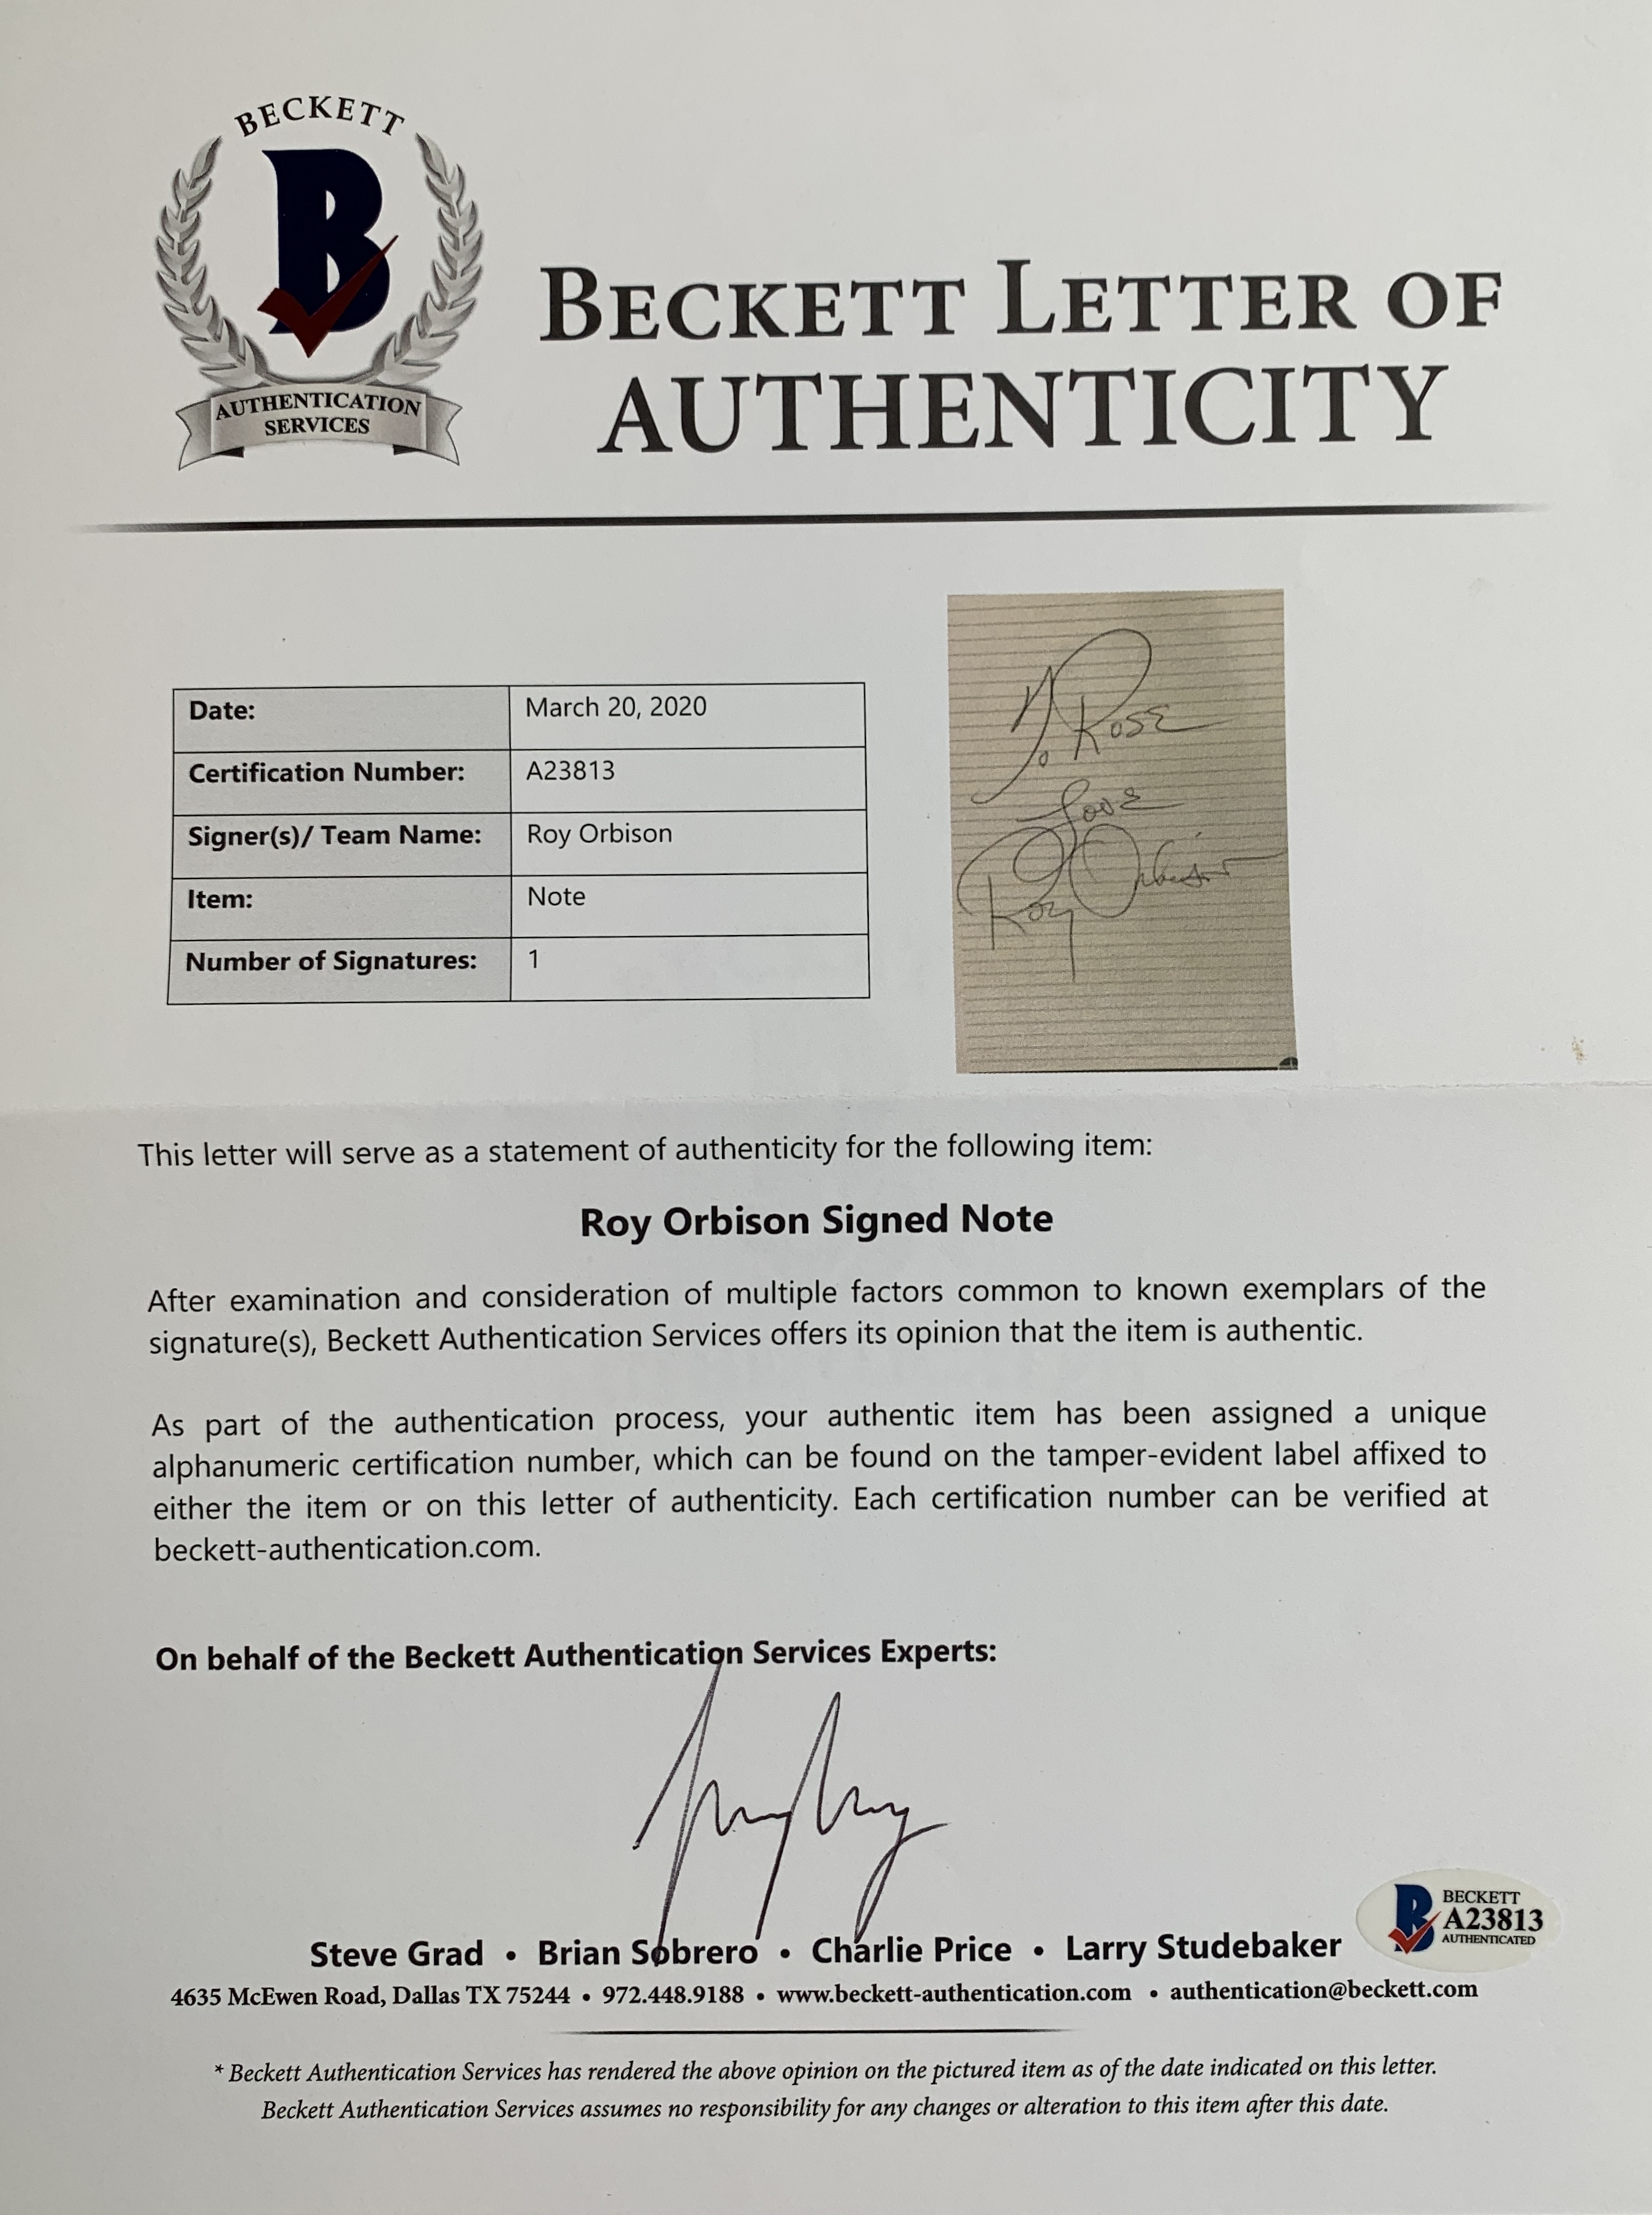 BECKETT
B
AUTHENTICATION
SERVICES
BECKETT LETTER OF
AUTHENTICITY
Date: March 20, 2020
Certification Number: A23813
Signer(s)/ Team Name: Roy Orbison
Item: Note
Number of Signatures: 1
To Rose
Love
Roy Orbison
This letter will serve as a statement of authenticity for the following item:
Roy Orbison Signed Note
After examination and consideration of multiple factors common to known exemplars of the
signature(s), Beckett Authentication Services offers its opinion that the item is authentic.
As part of the authentication process, your authentic item has been assigned a unique
alphanumeric certification number, which can be found on the tamper-evident label affixed to
either the item or on this letter of authenticity. Each certification number can be verified at
beckett-authentication.com.
On behalf of the Beckett Authentication Services Experts:
Steve Grad • Brian Sobrero • Charlie Price • Larry Studebaker
B
BECKETT
A23813
AUTHENTICATED
4635 McEwen Road, Dallas TX 75244 • 972.448.9188 • www.beckett-authentication.com • authentication@beckett.com
* Beckett Authentication Services has rendered the above opinion on the pictured item as of the date indicated on this letter.
Beckett Authentication Services assumes no responsibility for any changes or alteration to this item after this date.